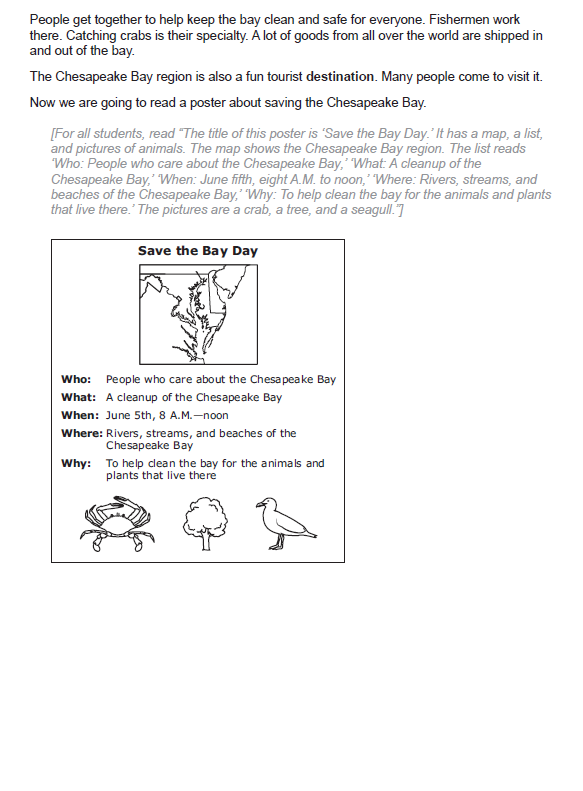 People get together to help keep the bay clean and safe for everyone. Fishermen work
there. Catching crabs is their specialty. A lot of goods from all over the world are shipped in
and out of the bay.
The Chesapeake Bay region is also a fun tourist destination. Many people come to visit it.
Now we are going to read a poster about saving the Chesapeake Bay.
[For all students, read “The title of this poster is ‘Save the Bay Day.’ It has a map, a list,
and pictures of animals. The map shows the Chesapeake Bay region. The list reads
‘Who: People who care about the Chesapeake Bay,’ ‘What: A cleanup of the
Chesapeake Bay,’ ‘When: June fifth, eight A.M. to noon,’ ‘Where: Rivers, streams, and
beaches of the Chesapeake Bay,’ ‘Why: To help clean the bay for the animals and plants
that live there.’ The pictures are a crab, a tree, and a seagull.”]
Save the Bay Day
Who: People who care about the Chesapeake Bay
What: A cleanup of the Chesapeake Bay
When: June 5th, 8 A.M.—noon
Where: Rivers, streams, and beaches of the
Chesapeake Bay
Why: To help clean the bay for the animals and
plants that live there